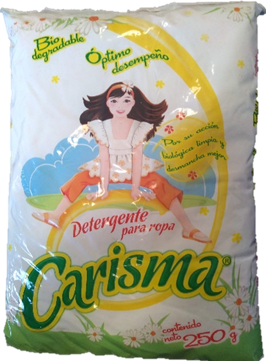 Bio
degradable
Óptimo
desempeño
Por su acción
biológica limpia y
desmancha mejor.
Detergente
para ropa
Carisma®
contenido
neto 250 g